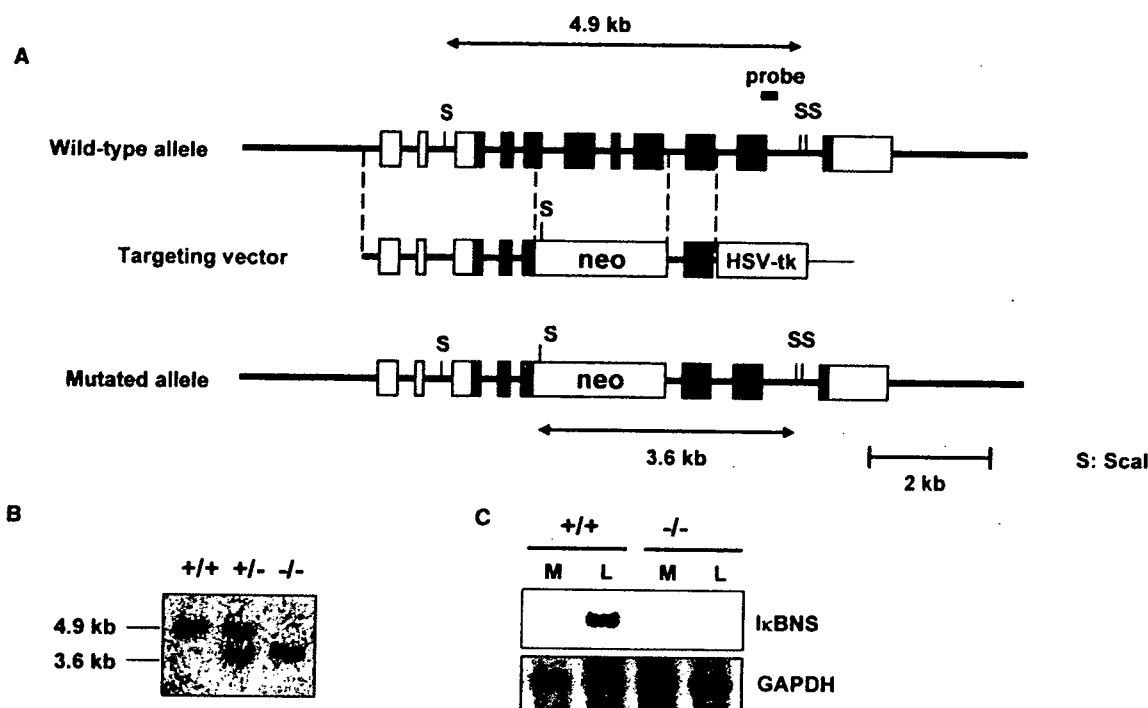 A
4.9 kb
probe
S
SS
Wild-type allele
S
Targeting vector
neo
HSV-tk
S
S
SS
Mutated allele
neo
3.6 kb
2 kb
S: ScaI
B
+/+ +/- -/-
4.9 kb
3.6 kb
C
+/+ -/-
M L M L
IκBNS
GAPDH